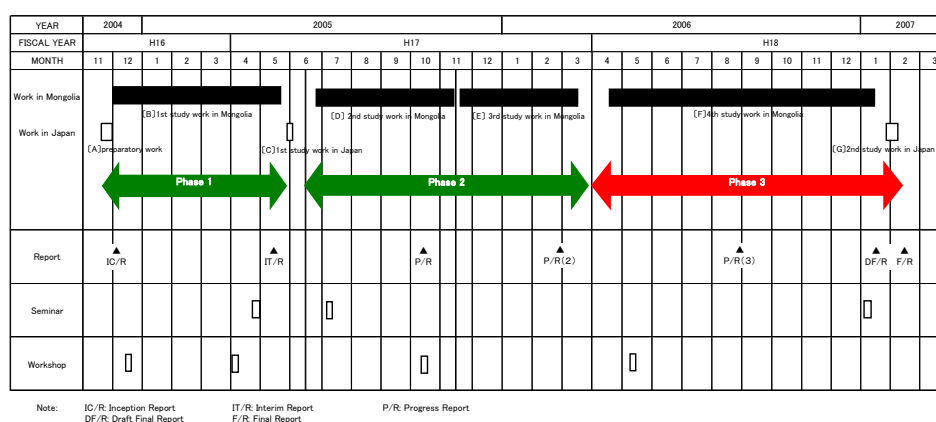 YEAR 2004 2005 2006 2007
FISCAL YEAR H16 H17 H18
MONTH 11 12 1 2 3 4 5 6 7 8 9 10 11 12 1 2 3 4 5 6 7 8 9 10 11 12 1 2 3
Work in Mongolia
[B]1st study work in Mongolia [D] 2nd study work in Mongolia [E] 3rd study work in Mongolia [F]4th study work in Mongolia
Work in Japan
[A]preparatory work [C]1st study work in Japan [G]2nd study work in Japan
Phase 1 Phase 2 Phase 3
Report IC/R IT/R P/R P/R(2) P/R(3) DF/R F/R
Seminar
Workshop
Note: IC/R: Inception Report IT/R: Interim Report P/R: Progress Report
DF/R: Draft Final Report F/R: Final Report